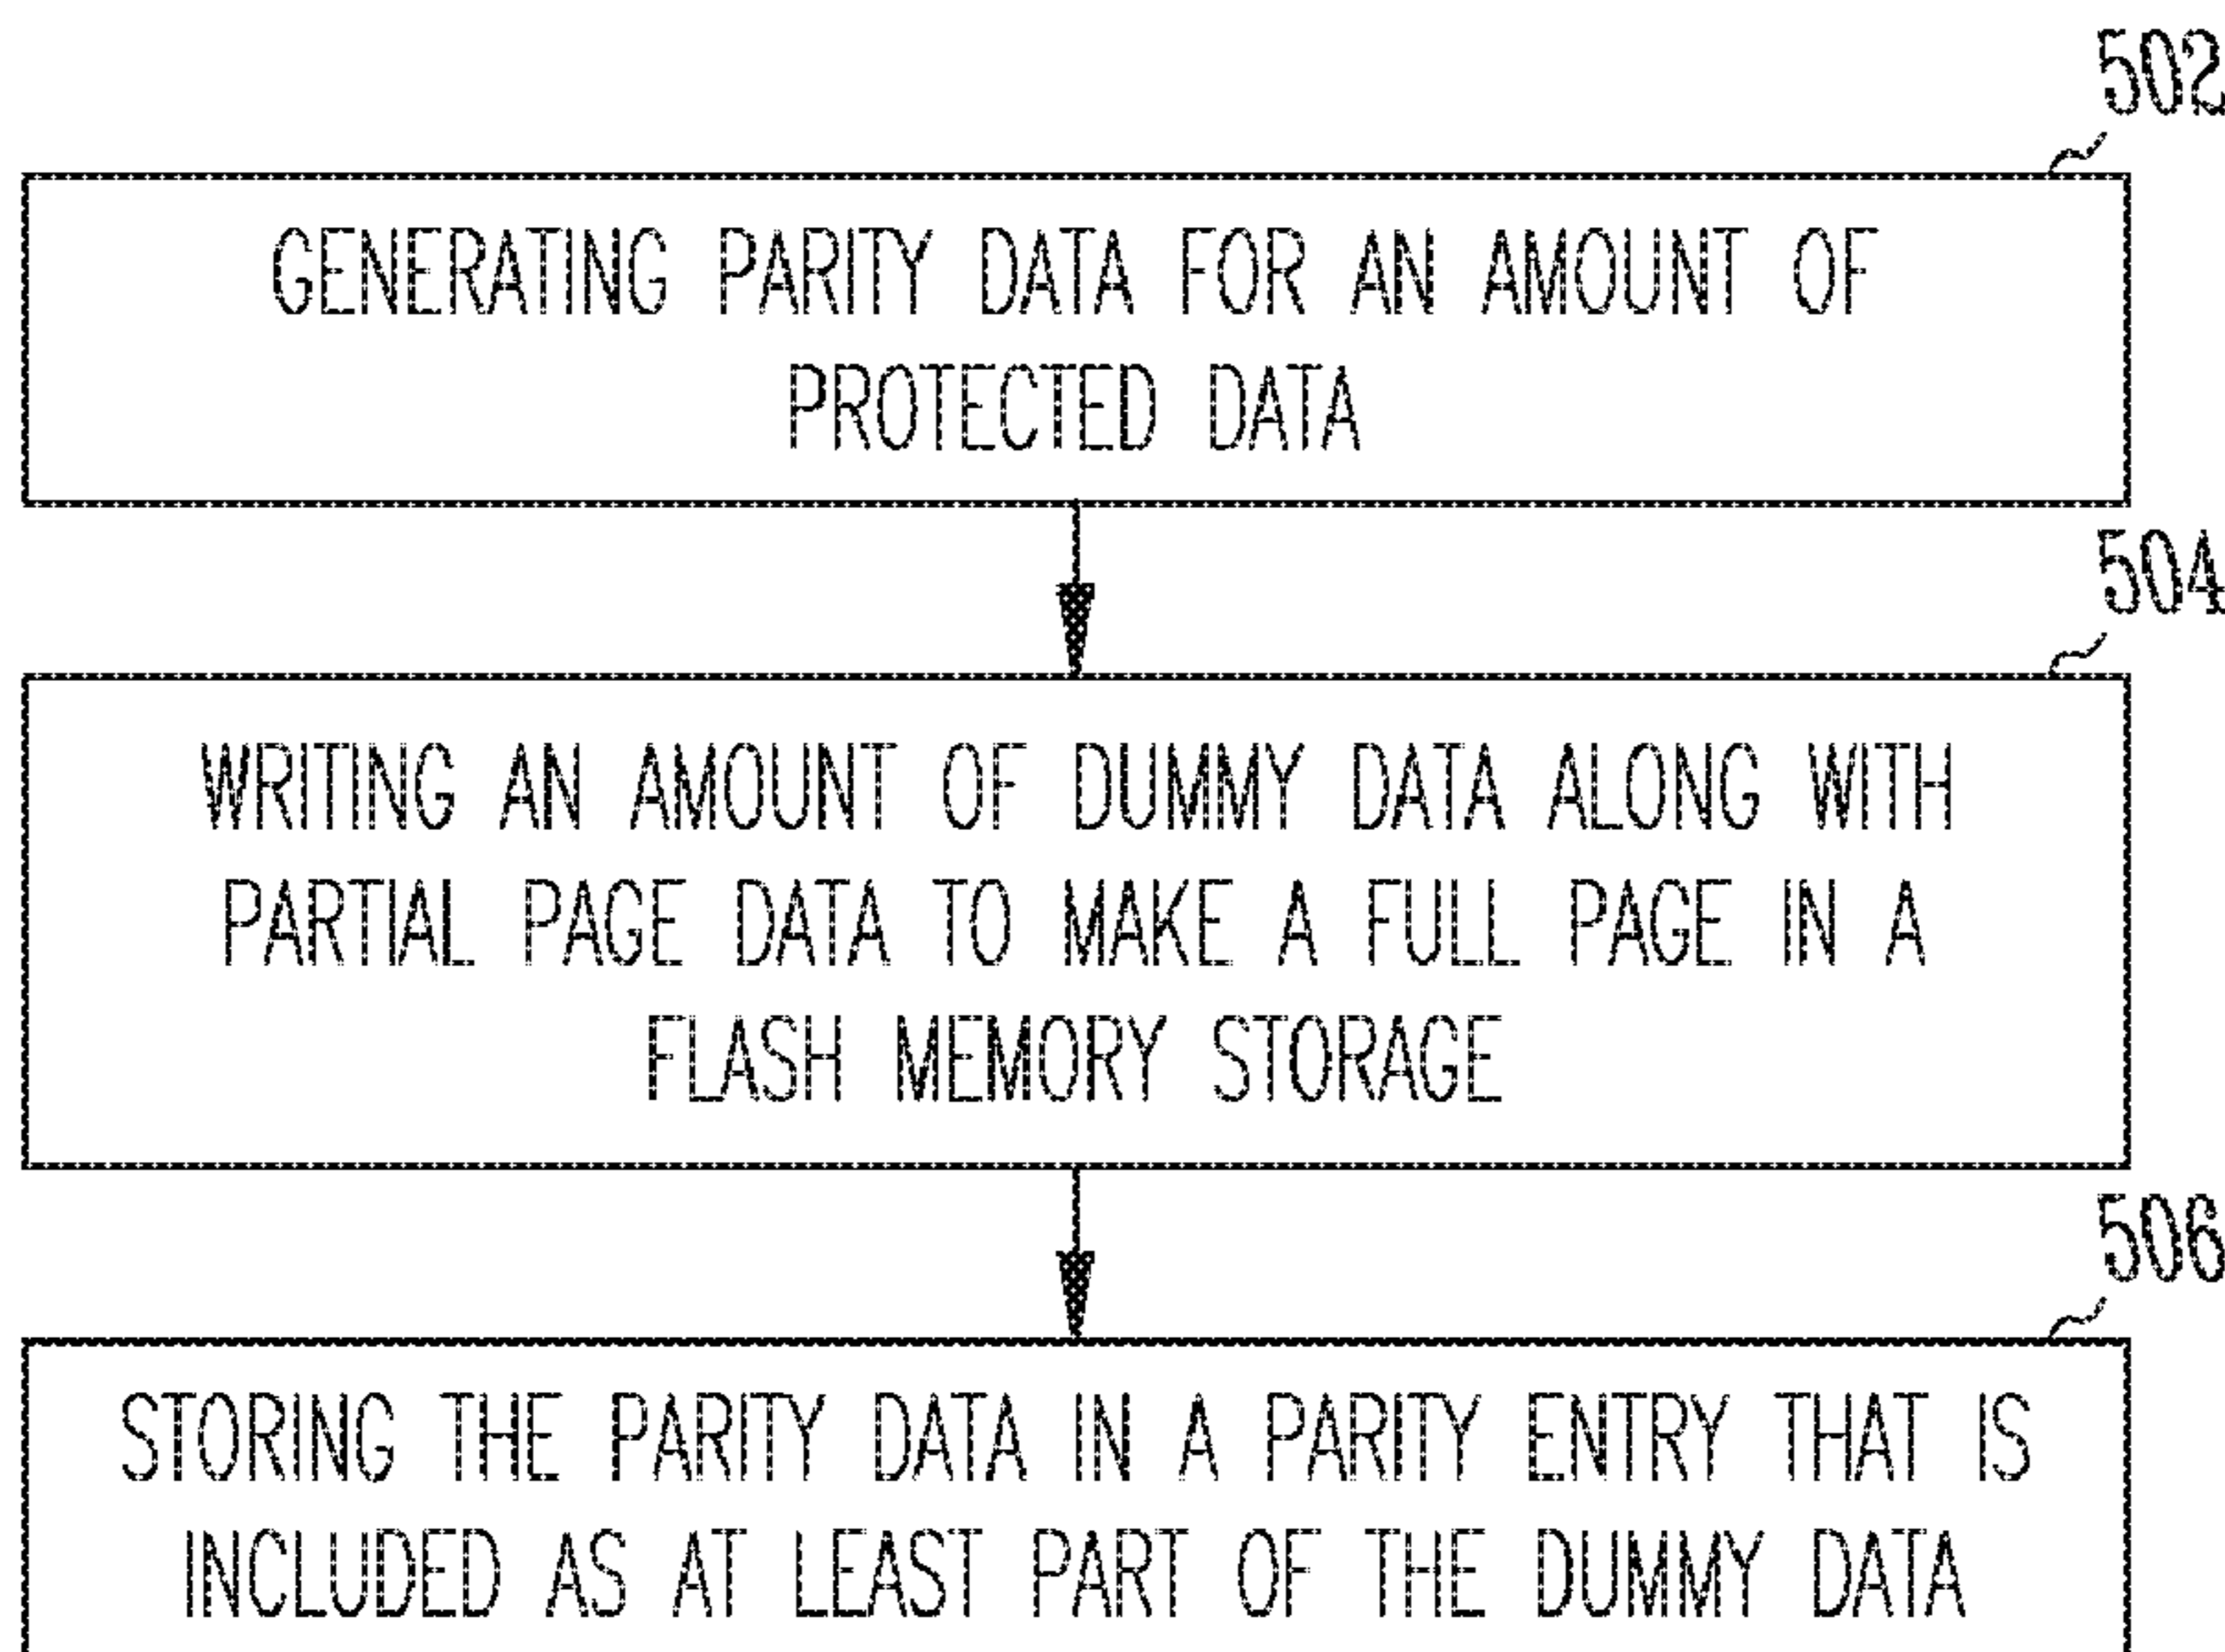 502
GENERATING PARITY DATA FOR AN AMOUNT OF
PROTECTED DATA
504
WRITING AN AMOUNT OF DUMMY DATA ALONG WITH
PARTIAL PAGE DATA TO MAKE A FULL PAGE IN A
FLASH MEMORY STORAGE
506
STORING THE PARITY DATA IN A PARITY ENTRY THAT IS
INCLUDED AS AT LEAST PART OF THE DUMMY DATA